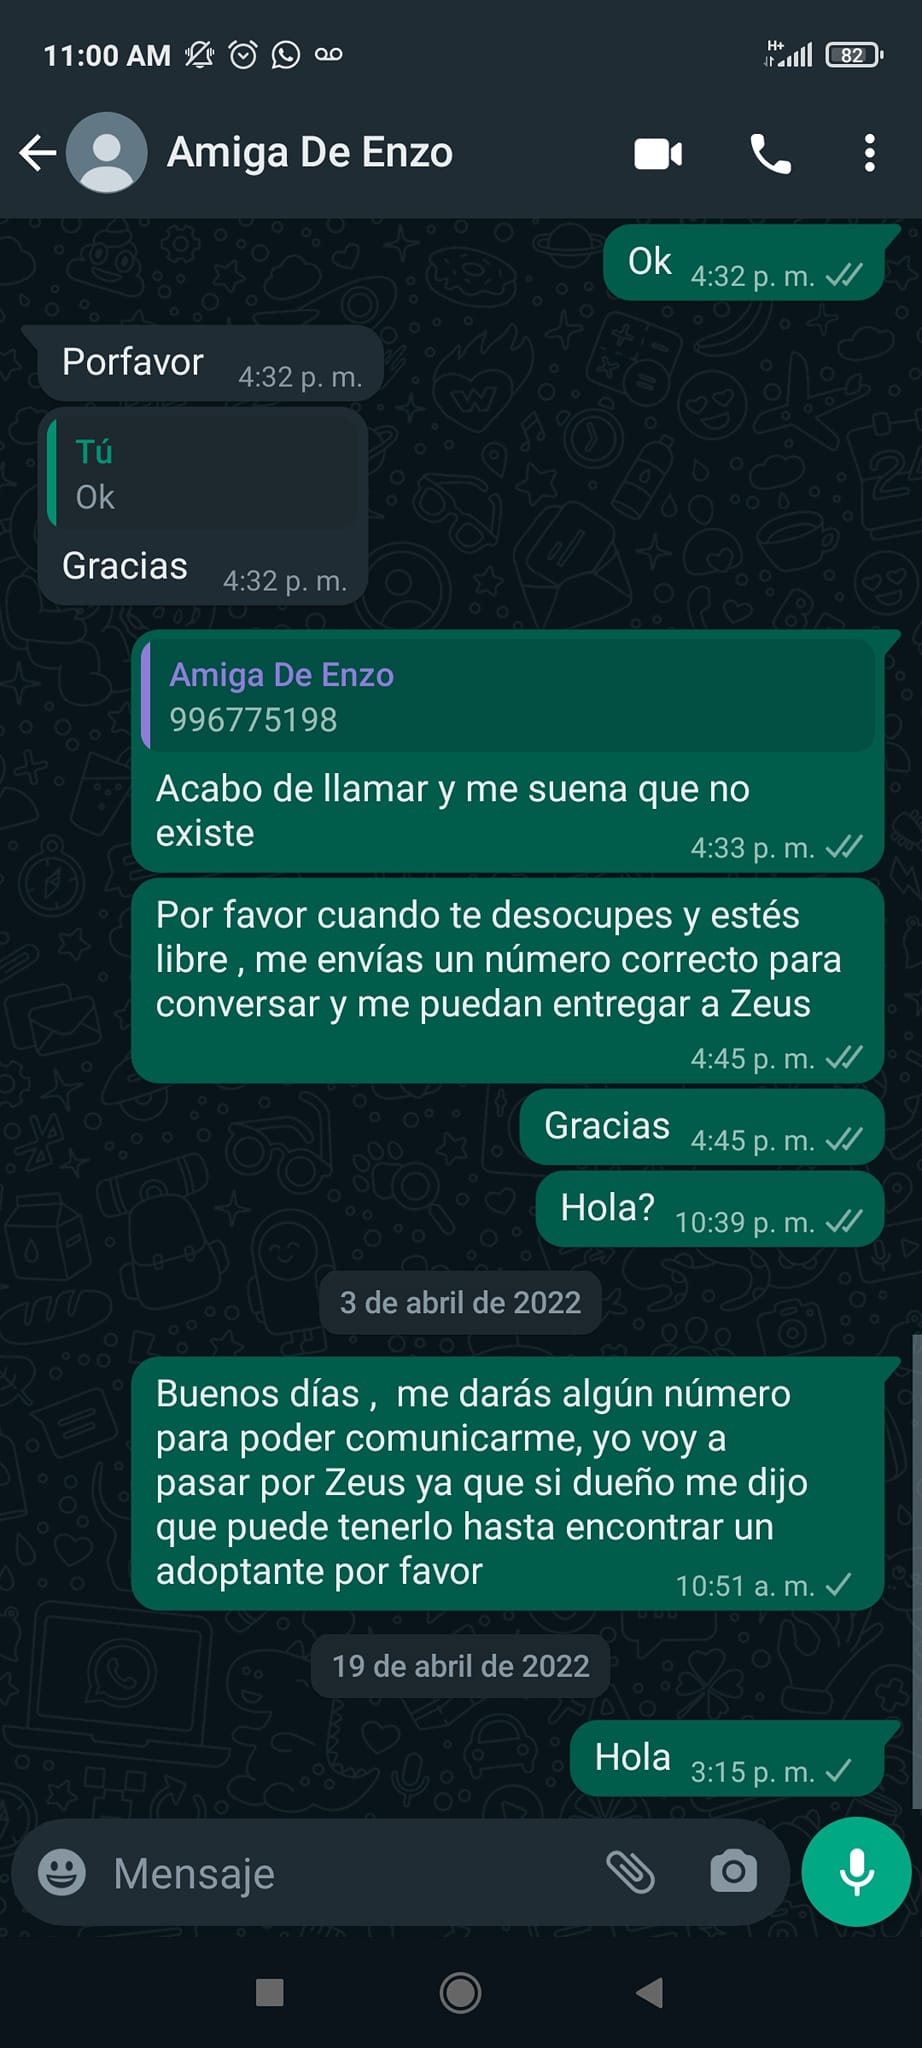 11:00 AM
H+
82
Amiga De Enzo
Ok 4:32 p. m.
Porfavor 4:32 p. m.
Tú
Ok
Gracias 4:32 p. m.
Amiga De Enzo
996775198
Acabo de llamar y me suena que no
existe
4:33 p. m.
Por favor cuando te desocupes y estés
libre , me envías un número correcto para
conversar y me puedan entregar a Zeus
4:45 p. m.
Gracias 4:45 p. m.
Hola? 10:39 p. m.
3 de abril de 2022
Buenos días ,  me darás algún número
para poder comunicarme, yo voy a
pasar por Zeus ya que si dueño me dijo
que puede tenerlo hasta encontrar un
adoptante por favor
10:51 a. m.
19 de abril de 2022
Hola 3:15 p. m.
Mensaje